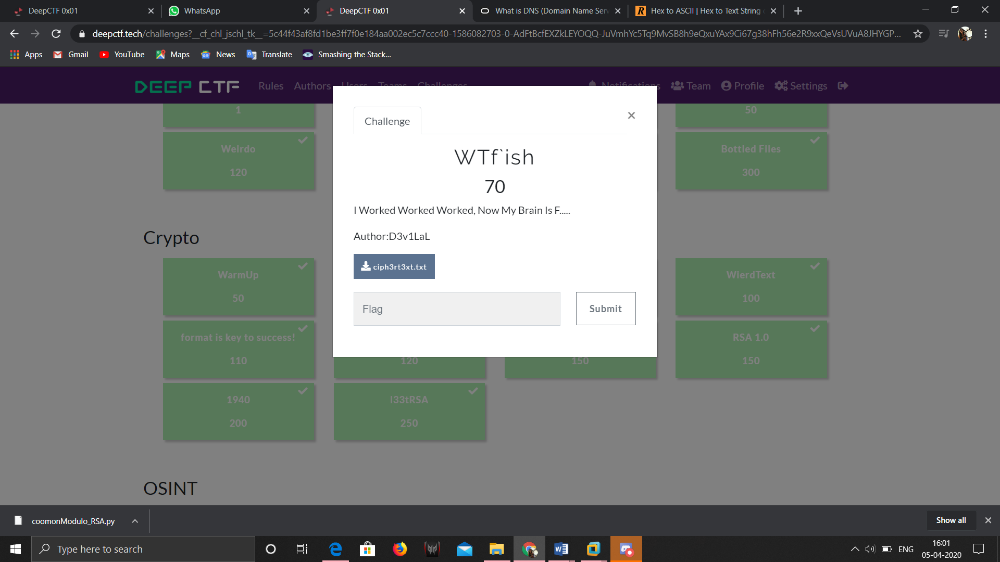 DeepCTF 0x01
WhatsApp
DeepCTF 0x01
What is DNS (Domain Name Serv
Hex to ASCII | Hex to Text String
deepctf.tech/challenges?__cf_chl_jschl_tk__=5c44f43af8fd1be3ff7f0e184aa002ec5c7ccc40-1586082703-0-AdFtBcfEXZkLEYOQQ-JuVmhYc5Tq9MvSB8h9eQxuYAx9Ci67g38hFh56e2R9xxQeVsUVuA8JHYGP...
Apps Gmail YouTube Maps News Translate Smashing the Stack...
DEEP CTF Rules Authors Users Teams Challenges Notifications Team Profile Settings
1
50
Weirdo
120
Bottled Files
300
Challenge
×
WTf`ish
70
I Worked Worked Worked, Now My Brain Is F.....
Author:D3v1LaL
ciph3rt3xt.txt
Flag
Submit
Crypto
WarmUp
50
WierdText
100
format is key to success!
110
120
150
RSA 1.0
150
1940
200
l33tRSA
250
OSINT
coomonModulo_RSA.py
Show all
Type here to search
ENG
16:01
05-04-2020